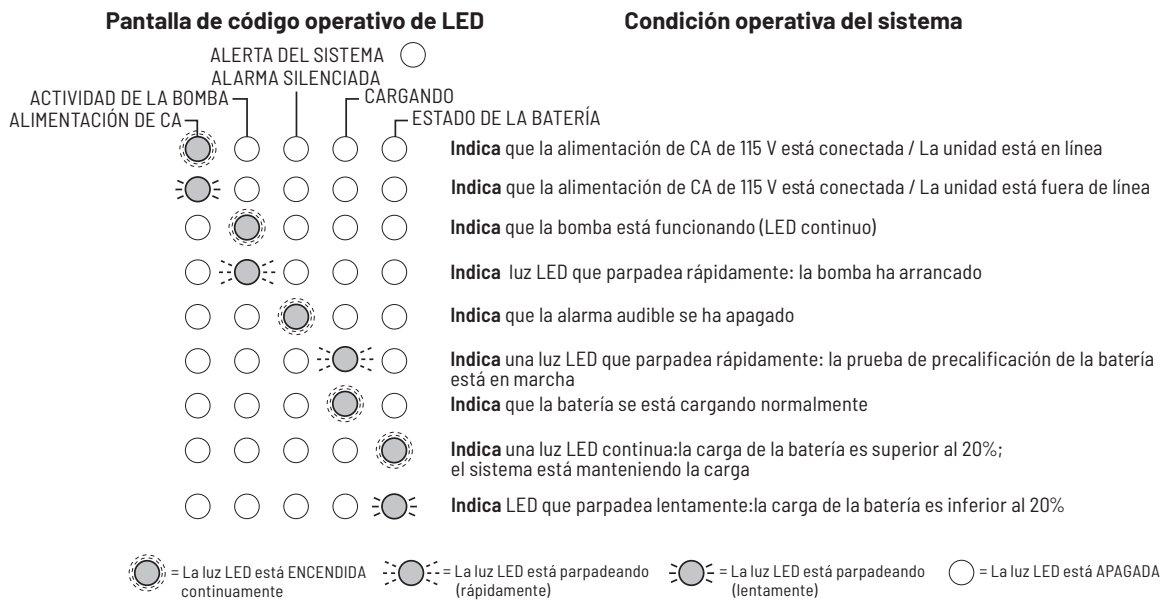 Pantalla de código operativo de LED
Condición operativa del sistema
ALERTA DEL SISTEMA
ALARMA SILENCIADA
ACTIVIDAD DE LA BOMBA
CARGANDO
ALIMENTACIÓN DE CA
ESTADO DE LA BATERÍA
Indica que la alimentación de CA de 115 V está conectada / La unidad está en línea
Indica que la alimentación de CA de 115 V está conectada / La unidad está fuera de línea
Indica que la bomba está funcionando (LED continuo)
Indica luz LED que parpadea rápidamente: la bomba ha arrancado
Indica que la alarma audible se ha apagado
Indica una luz LED que parpadea rápidamente: la prueba de precalificación de la batería
está en marcha
Indica que la batería se está cargando normalmente
Indica una luz LED continua:la carga de la batería es superior al 20%;
el sistema está manteniendo la carga
Indica LED que parpadea lentamente:la carga de la batería es inferior al 20%
= La luz LED está ENCENDIDA
continuamente
= La luz LED está parpadeando
(rápidamente)
= La luz LED está parpadeando
(lentamente)
= La luz LED está APAGADA